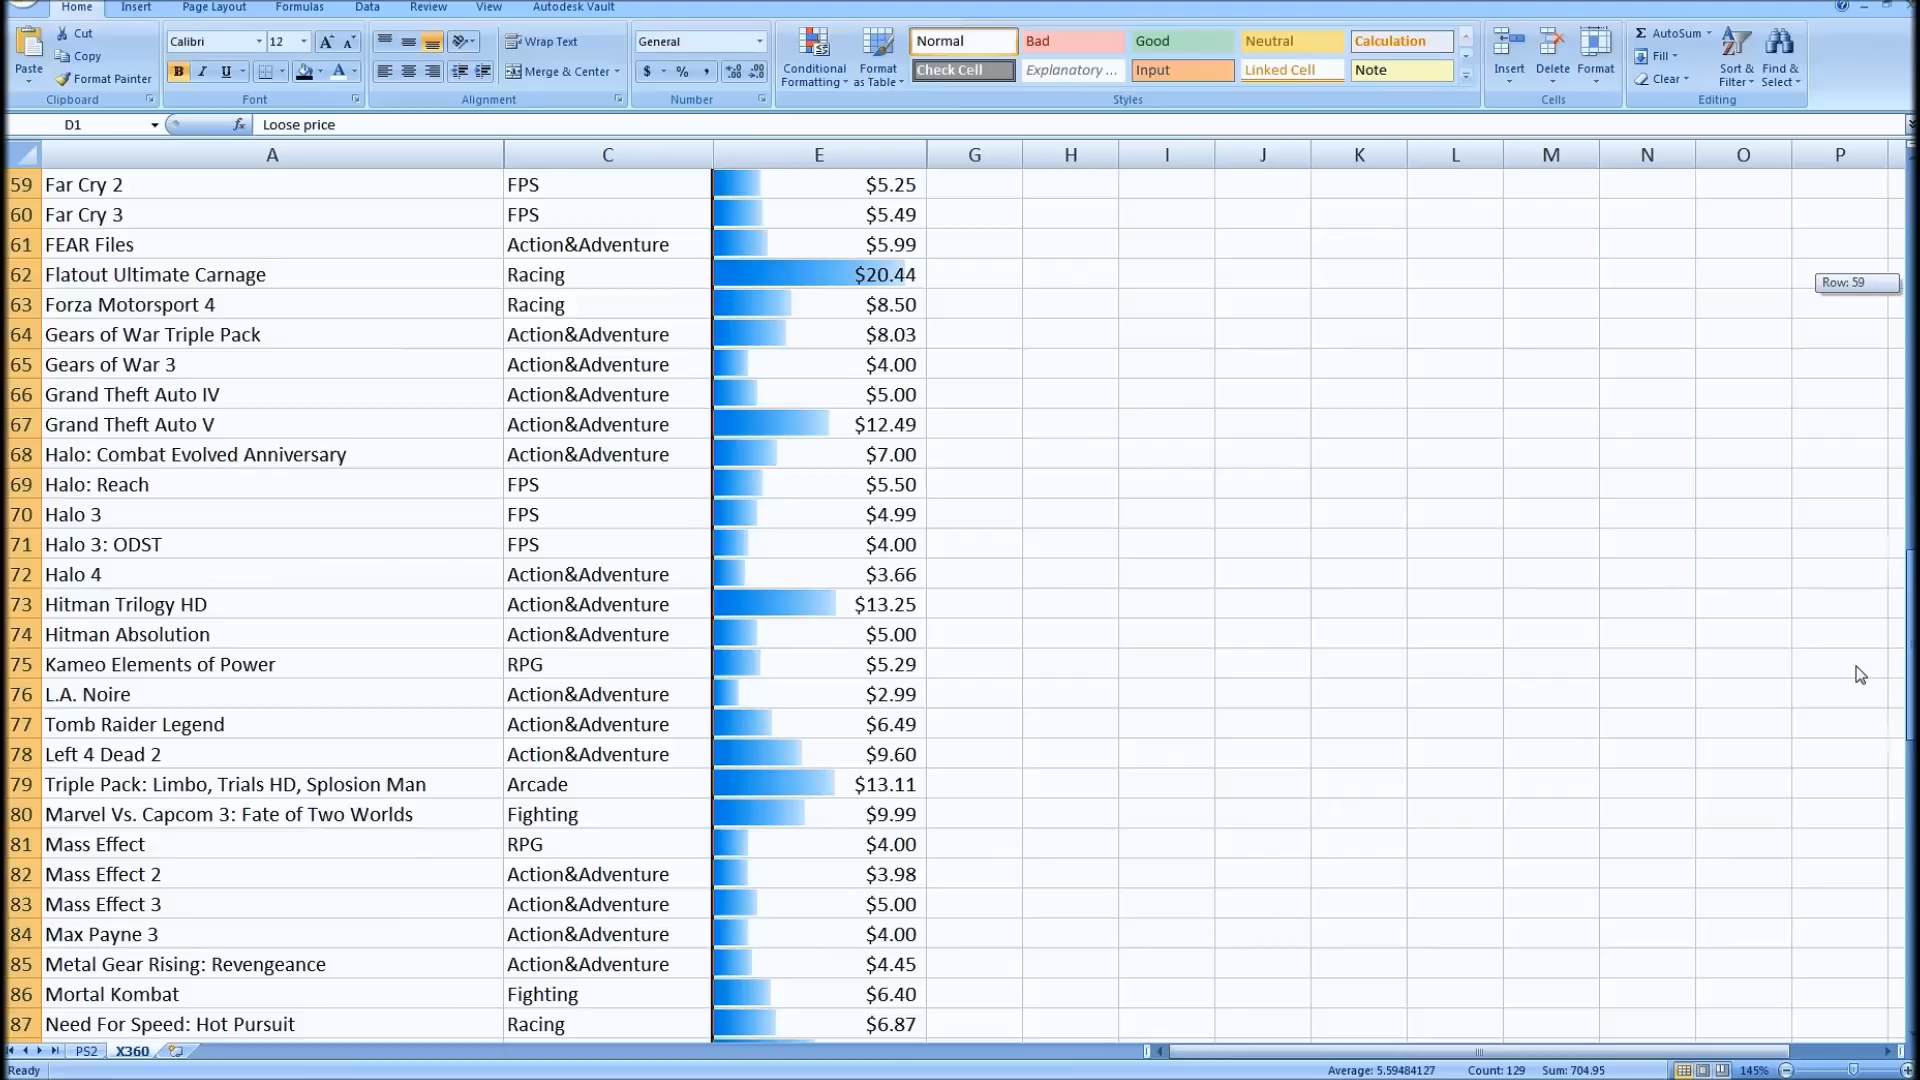 Home Insert Page Layout Formulas Data Review View Autodesk Vault
Cut
Copy
Format Painter
Paste
Clipboard
Calibri 12
B I U
Font
Wrap Text
Merge & Center
Alignment
General
$ % ,
Number
Conditional Formatting
Format as Table
Normal Bad Good Neutral Calculation
Check Cell Explanatory ... Input Linked Cell Note
Styles
Insert Delete Format
Cells
Σ AutoSum
Fill
Clear
Sort & Filter
Find & Select
Editing
D1 fx Loose price
A C E G H I J K L M N O P
59 Far Cry 2 FPS $5.25
60 Far Cry 3 FPS $5.49
61 FEAR Files Action&Adventure $5.99
62 Flatout Ultimate Carnage Racing $20.44
Row: 59
63 Forza Motorsport 4 Racing $8.50
64 Gears of War Triple Pack Action&Adventure $8.03
65 Gears of War 3 Action&Adventure $4.00
66 Grand Theft Auto IV Action&Adventure $5.00
67 Grand Theft Auto V Action&Adventure $12.49
68 Halo: Combat Evolved Anniversary Action&Adventure $7.00
69 Halo: Reach FPS $5.50
70 Halo 3 FPS $4.99
71 Halo 3: ODST FPS $4.00
72 Halo 4 Action&Adventure $3.66
73 Hitman Trilogy HD Action&Adventure $13.25
74 Hitman Absolution Action&Adventure $5.00
75 Kameo Elements of Power RPG $5.29
76 L.A. Noire Action&Adventure $2.99
77 Tomb Raider Legend Action&Adventure $6.49
78 Left 4 Dead 2 Action&Adventure $9.60
79 Triple Pack: Limbo, Trials HD, Splosion Man Arcade $13.11
80 Marvel Vs. Capcom 3: Fate of Two Worlds Fighting $9.99
81 Mass Effect RPG $4.00
82 Mass Effect 2 Action&Adventure $3.98
83 Mass Effect 3 Action&Adventure $5.00
84 Max Payne 3 Action&Adventure $4.00
85 Metal Gear Rising: Revengeance Action&Adventure $4.45
86 Mortal Kombat Fighting $6.40
87 Need For Speed: Hot Pursuit Racing $6.87
PS2 X360
Ready Average: 5.59484127 Count: 129 Sum: 704.95 145%